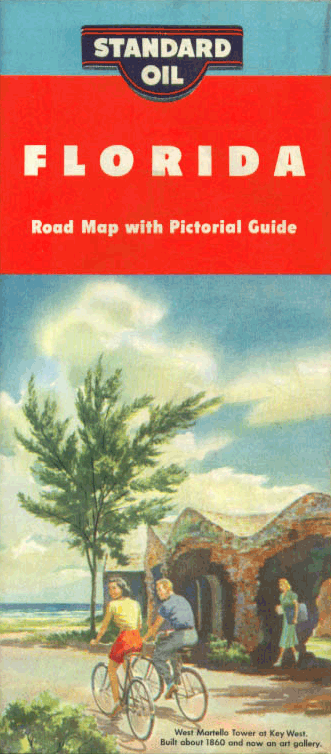 STANDARD
OIL
FLORIDA
Road Map with Pictorial Guide
West Martello Tower at Key West.
Built about 1860 and now an art gallery.